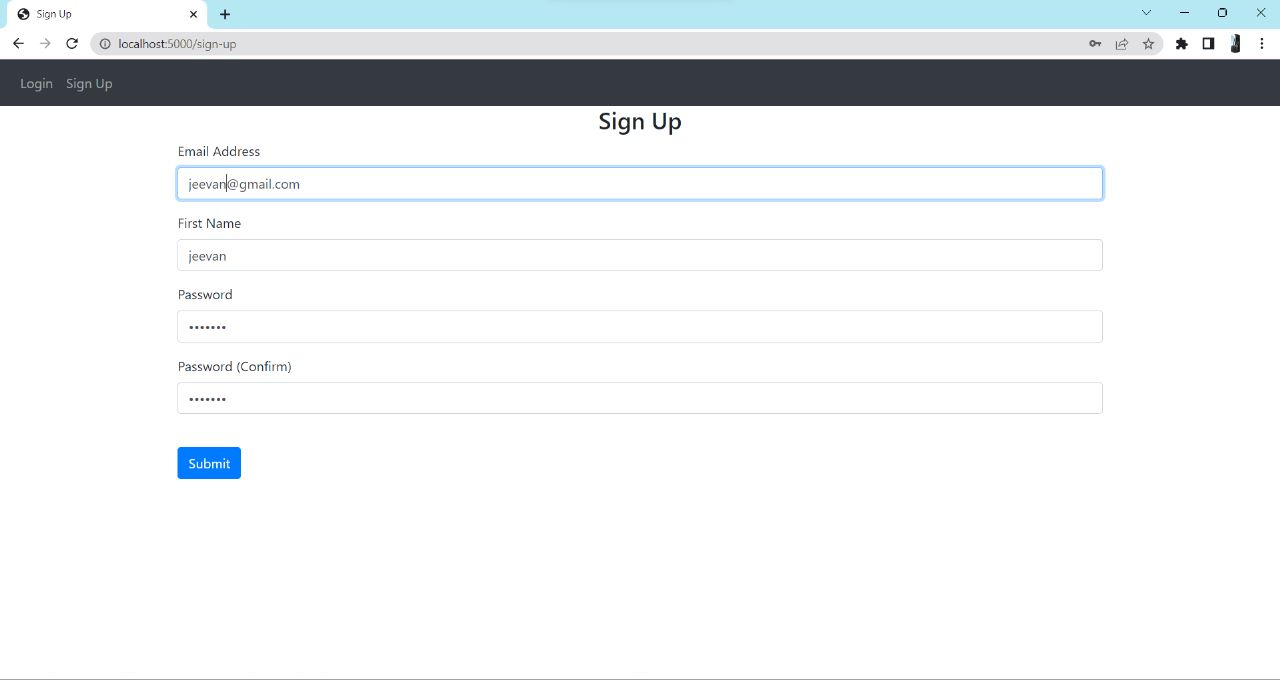 Sign Up
localhost:5000/sign-up
Login Sign Up
Sign Up
Email Address
jeevan@gmail.com
First Name
jeevan
Password
•••••••
Password (Confirm)
•••••••
Submit